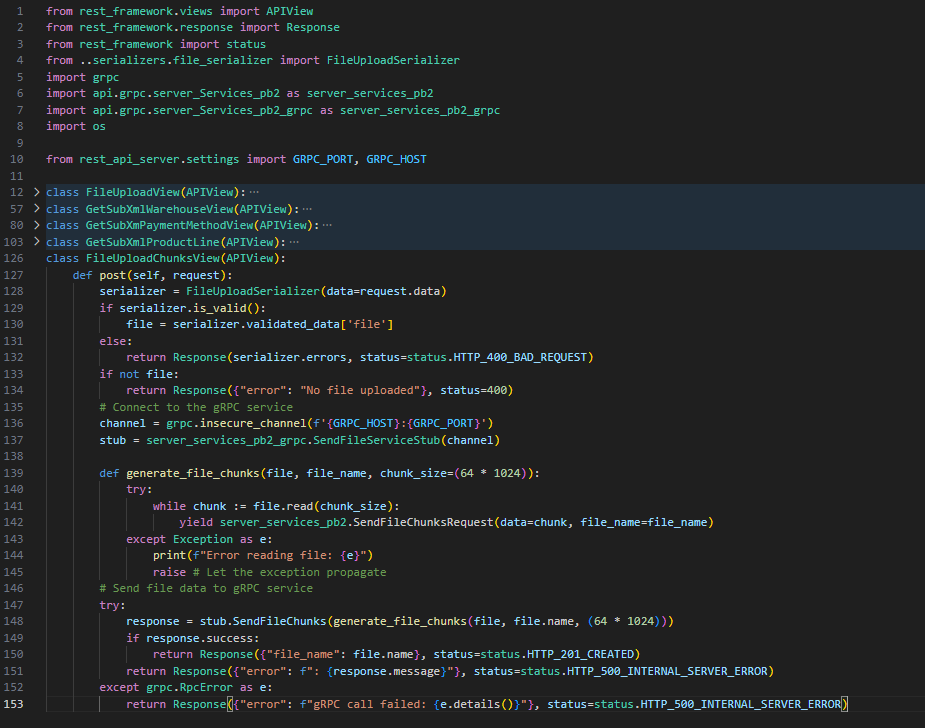 1 from rest_framework.views import APIView
2 from rest_framework.response import Response
3 from rest_framework import status
4 from ..serializers.file_serializer import FileUploadSerializer
5 import grpc
6 import api.grpc.server_Services_pb2 as server_services_pb2
7 import api.grpc.server_Services_pb2_grpc as server_services_pb2_grpc
8 import os
9
10 from rest_api_server.settings import GRPC_PORT, GRPC_HOST
11
12 > class FileUploadView(APIView): ···
57 > class GetSubXmlWarehouseView(APIView): ···
80 > class GetSubXmPaymentMethodView(APIView): ···
103 > class GetSubXmlProductLine(APIView): ···
126 class FileUploadChunksView(APIView):
127     def post(self, request):
128         serializer = FileUploadSerializer(data=request.data)
129         if serializer.is_valid():
130             file = serializer.validated_data['file']
131         else:
132             return Response(serializer.errors, status=status.HTTP_400_BAD_REQUEST)
133         if not file:
134             return Response({"error": "No file uploaded"}, status=400)
135         # Connect to the gRPC service
136         channel = grpc.insecure_channel(f'{GRPC_HOST}:{GRPC_PORT}')
137         stub = server_services_pb2_grpc.SendFileServiceStub(channel)
138
139         def generate_file_chunks(file, file_name, chunk_size=(64 * 1024)):
140             try:
141                 while chunk := file.read(chunk_size):
142                     yield server_services_pb2.SendFileChunksRequest(data=chunk, file_name=file_name)
143             except Exception as e:
144                 print(f"Error reading file: {e}")
145                 raise # Let the exception propagate
146         # Send file data to gRPC service
147         try:
148             response = stub.SendFileChunks(generate_file_chunks(file, file.name, (64 * 1024)))
149             if response.success:
150                 return Response({"file_name": file.name}, status=status.HTTP_201_CREATED)
151             return Response({"error": f": {response.message}"}, status=status.HTTP_500_INTERNAL_SERVER_ERROR)
152         except grpc.RpcError as e:
153             return Response({"error": f"gRPC call failed: {e.details()}"}, status=status.HTTP_500_INTERNAL_SERVER_ERROR)